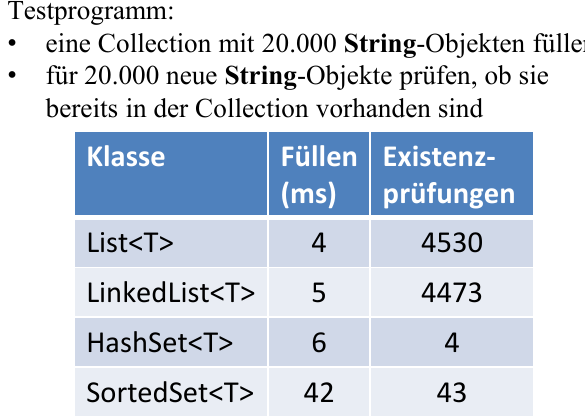 Testprogramm:
• eine Collection mit 20.000 String-Objekten füllen
• für 20.000 neue String-Objekte prüfen, ob sie
bereits in der Collection vorhanden sind
Klasse Füllen (ms) Existenz-prüfungen
List<T> 4 4530
LinkedList<T> 5 4473
HashSet<T> 6 4
SortedSet<T> 42 43